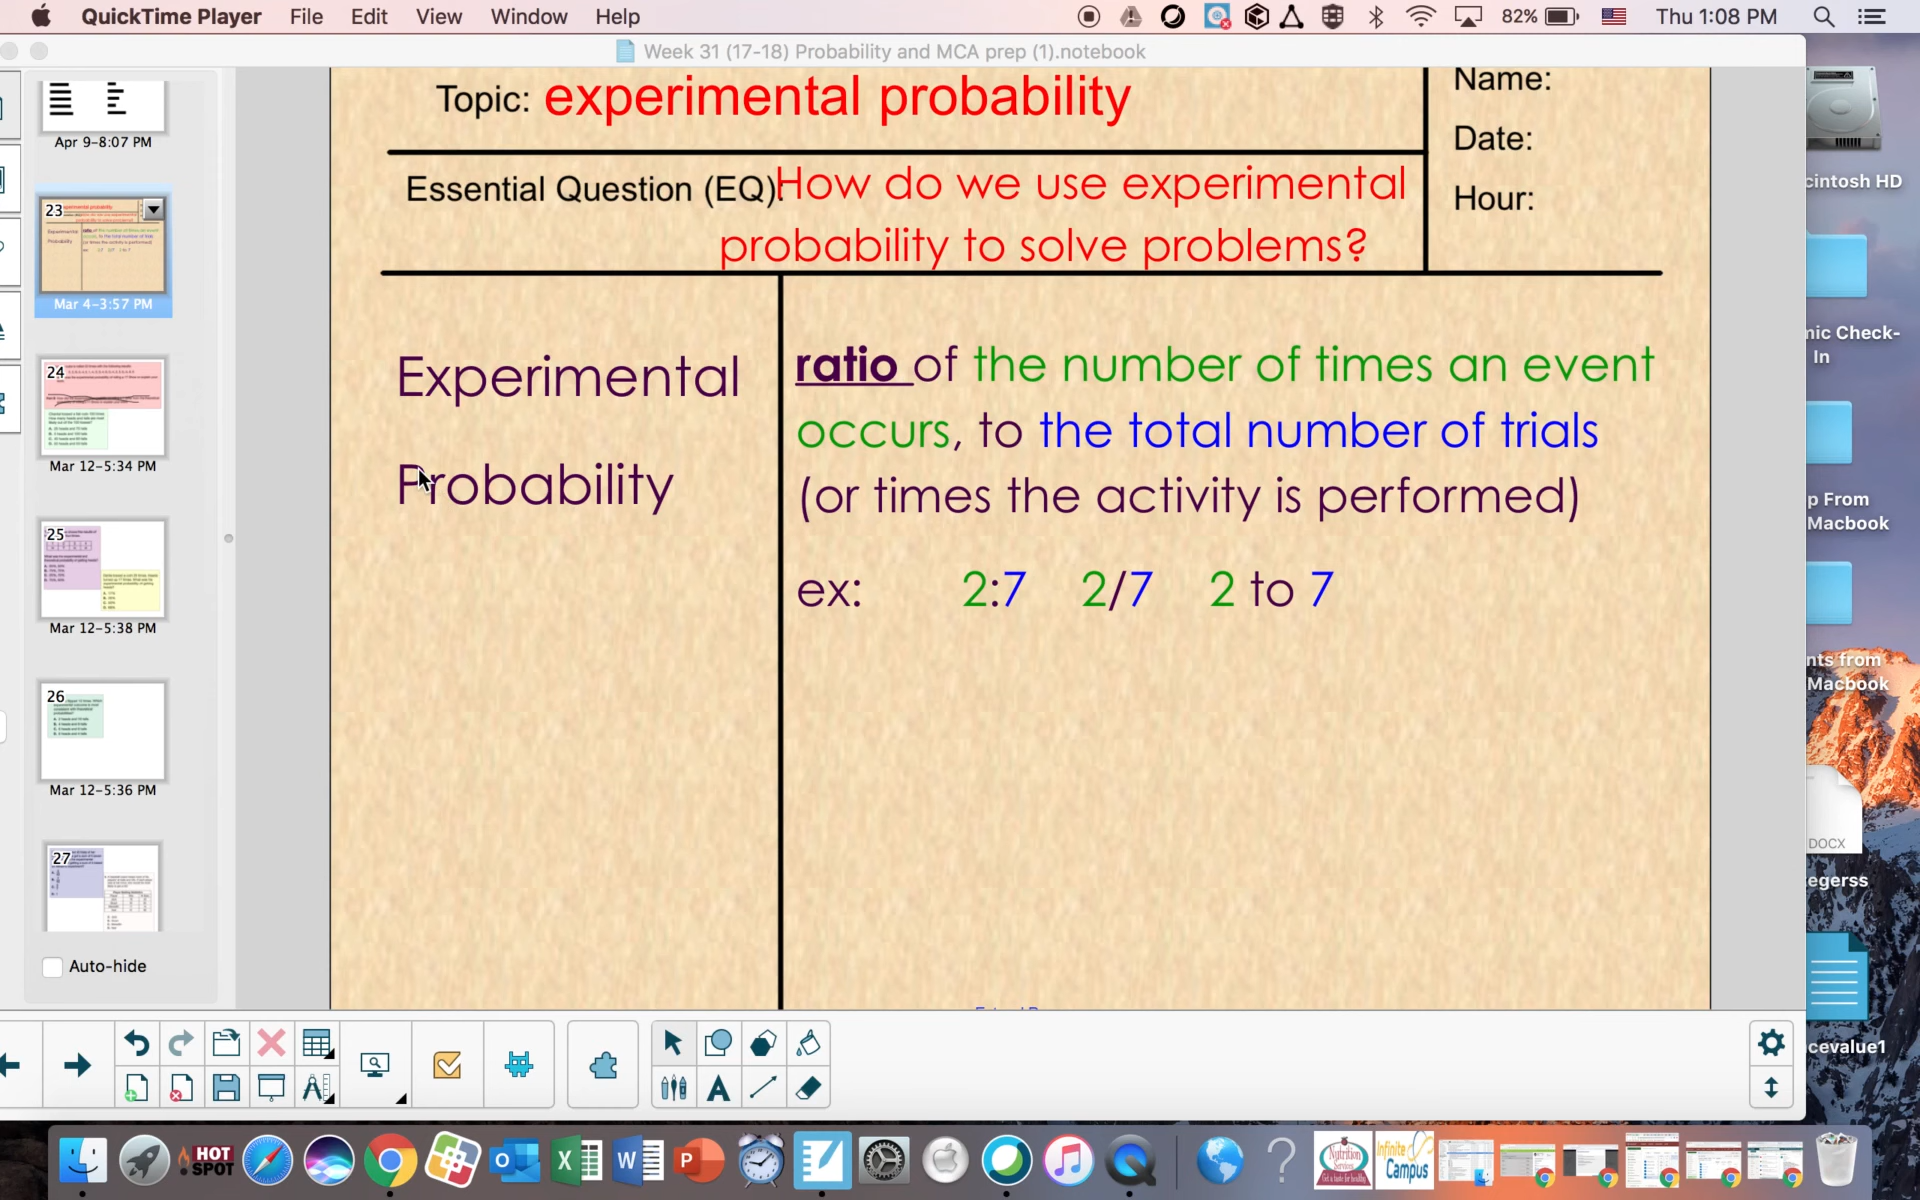 QuickTime Player File Edit View Window Help 82% Thu 1:08 PM
Week 31 (17-18) Probability and MCA prep (1).notebook
Apr 9-8:07 PM
23
Mar 4-3:57 PM
24
Mar 12-5:34 PM
25
Mar 12-5:38 PM
26
Mar 12-5:36 PM
27
Auto-hide
Topic: experimental probability
Essential Question (EQ): How do we use experimental
probability to solve problems?
Name:
Date:
Hour:
Experimental
Probability
ratio of the number of times an event
occurs, to the total number of trials
(or times the activity is performed)
ex: 2:7 2/7 2 to 7
cintosh HD
nic Check-
In
p From
Macbook
nts from
Macbook
DOCX
egerss
cevalue1
HOT
SPOT
Nutrition
Services
Infinite
Campus